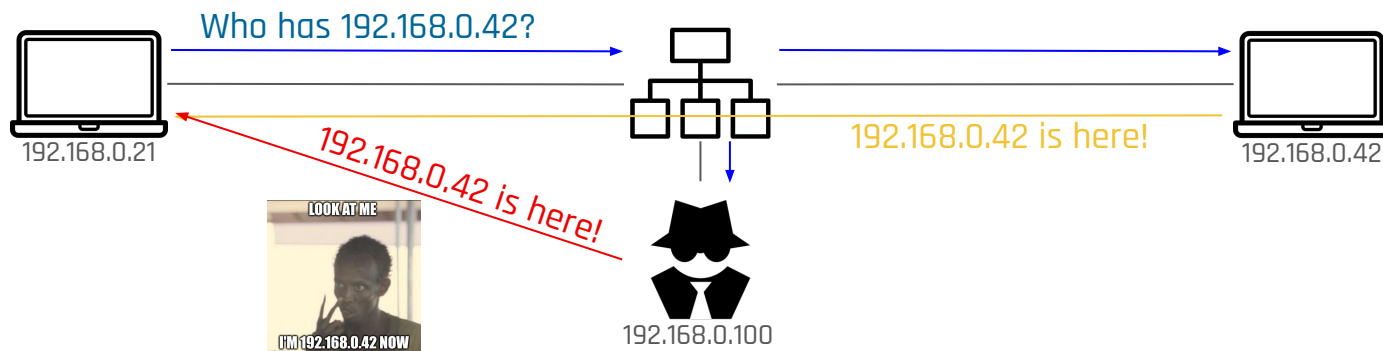 Who has 192.168.0.42?
192.168.0.42 is here!
192.168.0.21
192.168.0.42
192.168.0.42 is here!
LOOK AT ME
I'M 192.168.0.42 NOW
192.168.0.100